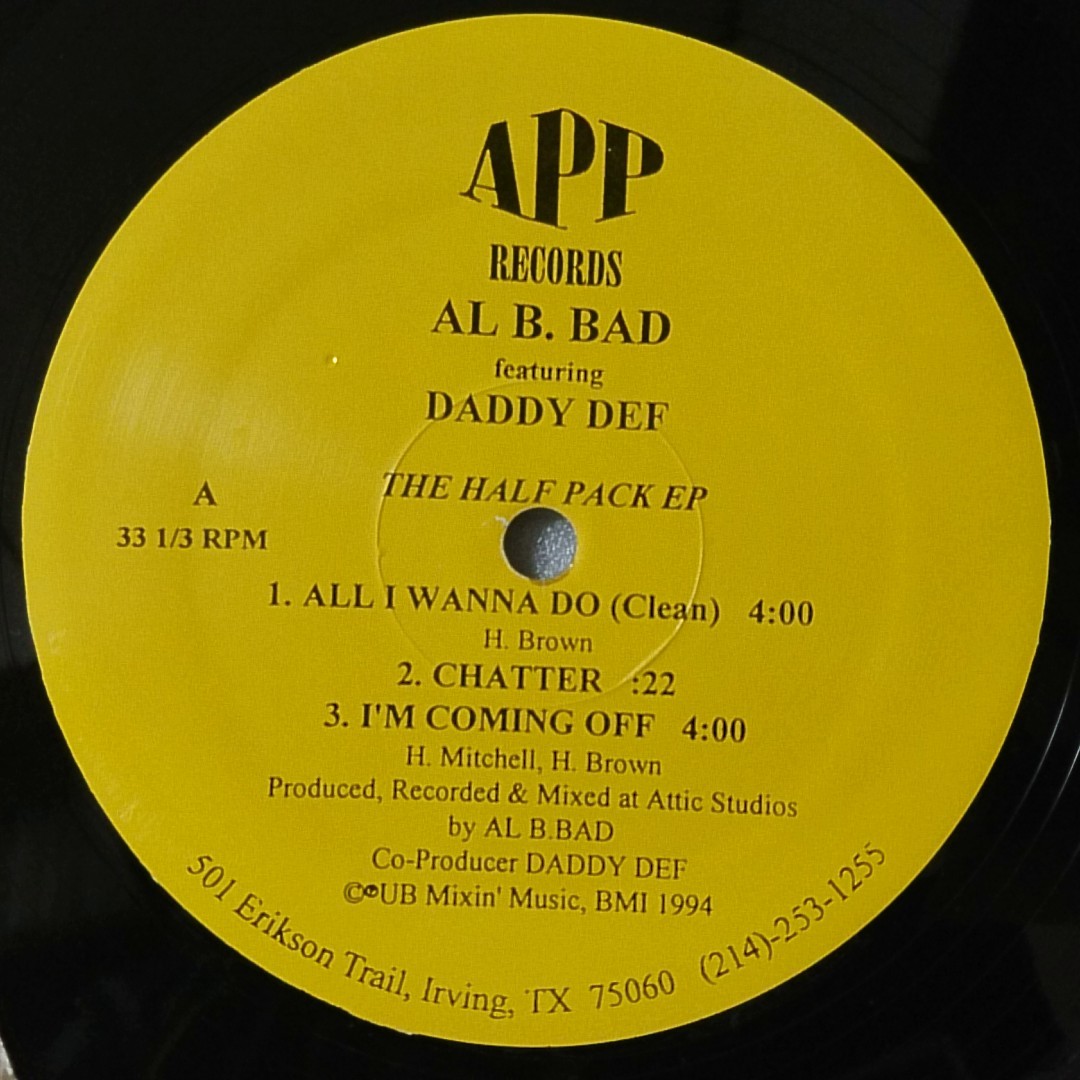 APP
RECORDS
AL B. BAD
featuring
DADDY DEF
THE HALF PACK EP
A
33 1/3 RPM
1. ALL I WANNA DO (Clean) 4:00
H. Brown
2. CHATTER :22
3. I'M COMING OFF 4:00
H. Mitchell, H. Brown
Produced, Recorded & Mixed at Attic Studios
by AL B.BAD
Co-Producer DADDY DEF
©℗UB Mixin' Music, BMI 1994
501 Erikson Trail, Irving, TX 75060 (214)-253-1255